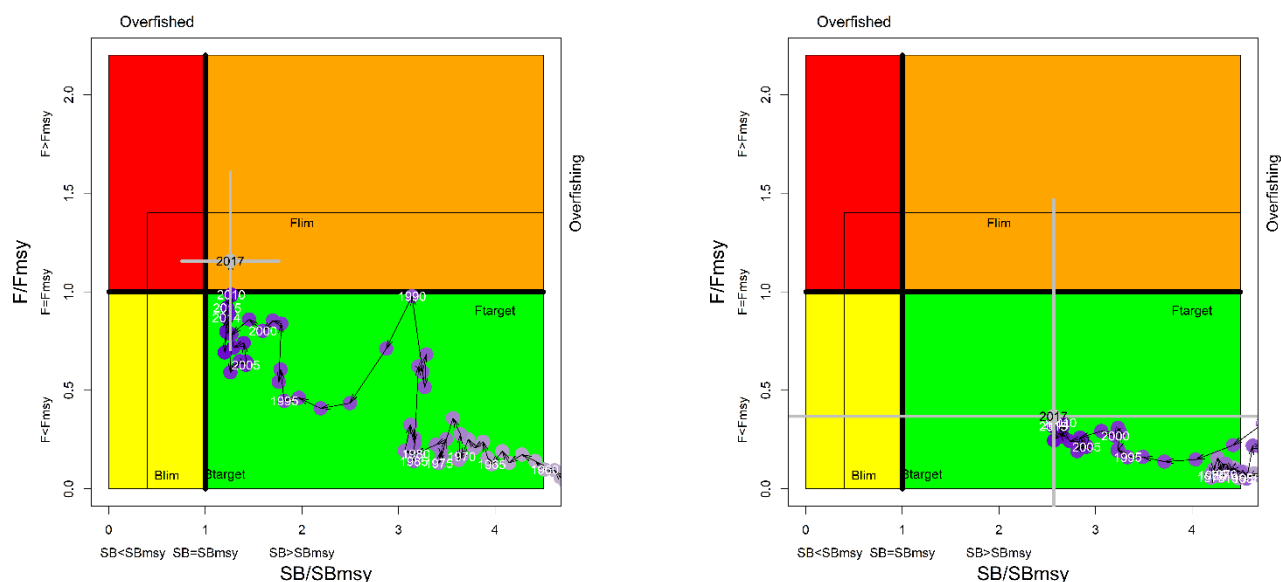 Overfished
2.0
1.5
1.0
0.5
0.0
F/Fmsy
F>Fmsy
F=Fmsy
F<Fmsy
Flim
2017
2010
1990
Ftarget
2015
2014
2000
2005
1995
1980
1985
1975
1970
1965
1960
Blim
Btarget
0 1 2 3 4
SB<SBmsy SB=SBmsy SB>SBmsy
SB/SBmsy
Overfishing
Overfished
2.0
1.5
1.0
0.5
0.0
F/Fmsy
F>Fmsy
F=Fmsy
F<Fmsy
Flim
Ftarget
2017
2000
2005
1995
Blim
Btarget
0 1 2 3 4
SB<SBmsy SB=SBmsy SB>SBmsy
SB/SBmsy
Overfishing